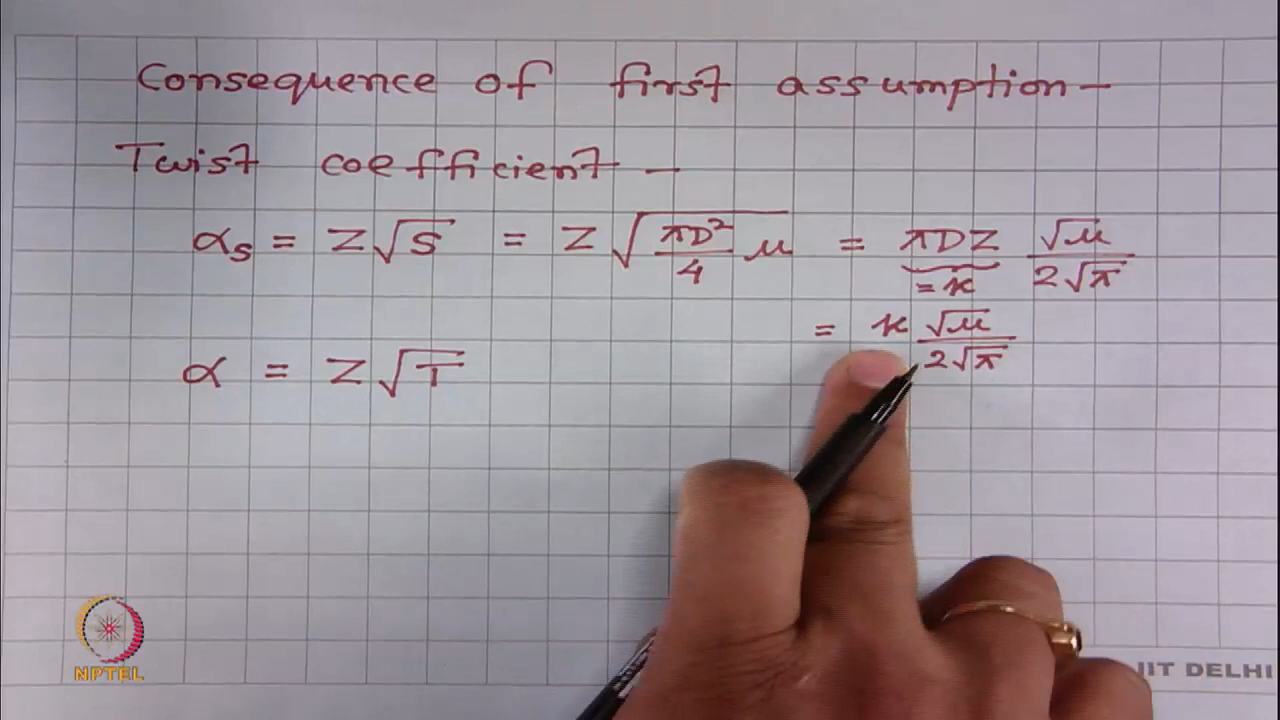 Consequence of first assumption –
Twist coefficient –
αs = Z√S = Z√(πD²/4 μ) = πDZ √μ/2√π
= κ
= κ √μ/2√π
α = Z√T
NPTEL
IIT DELHI